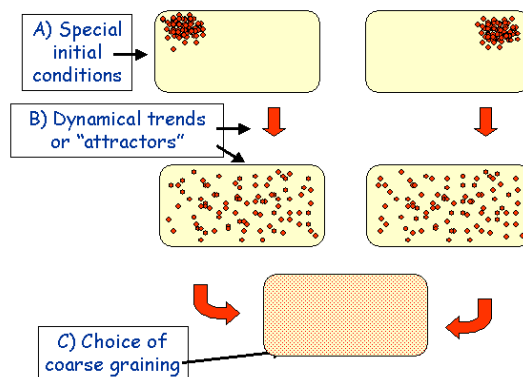 A) Special
initial
conditions
B) Dynamical trends
or “attractors”
C) Choice of
coarse graining